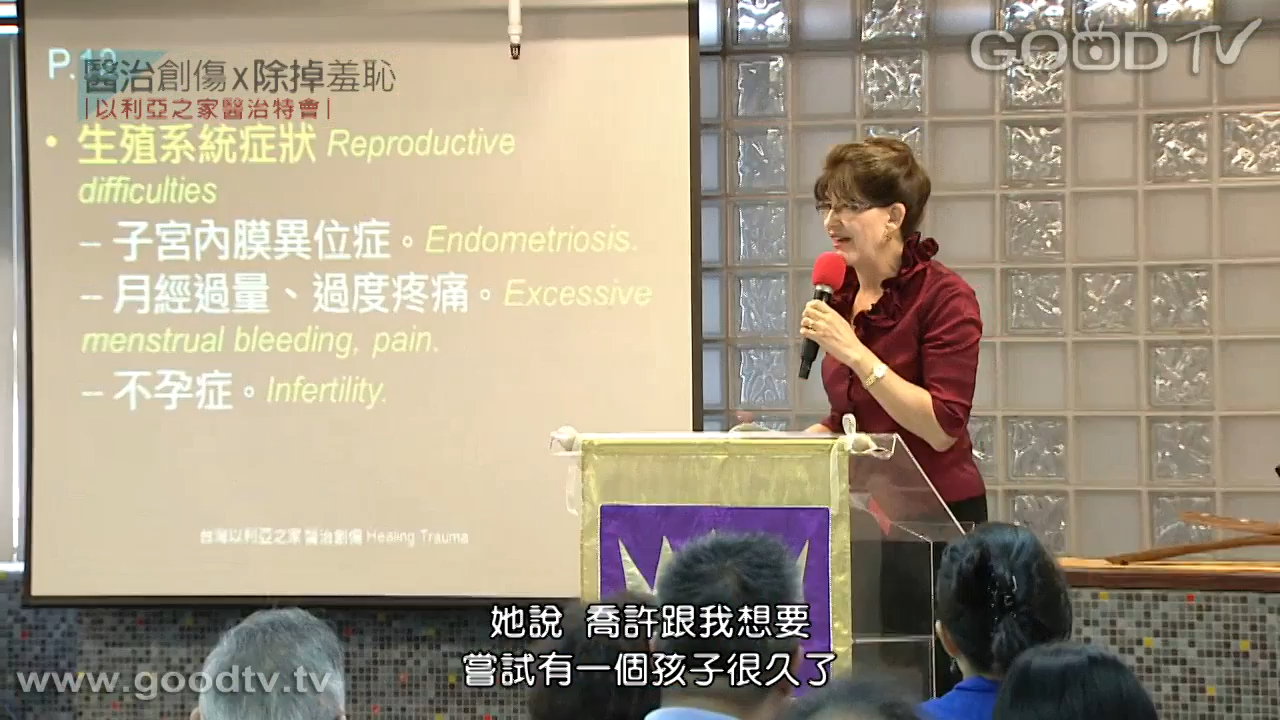 GOODTV
P.18
醫治創傷x除掉羞恥
|以利亞之家醫治特會|
• 生殖系統症狀 Reproductive
difficulties
– 子宮內膜異位症。Endometriosis.
– 月經過量、過度疼痛。Excessive
menstrual bleeding, pain.
– 不孕症。Infertility.
台灣以利亞之家 醫治創傷 Healing Trauma
她說 喬許跟我想要
嘗試有一個孩子很久了
www.goodtv.tv